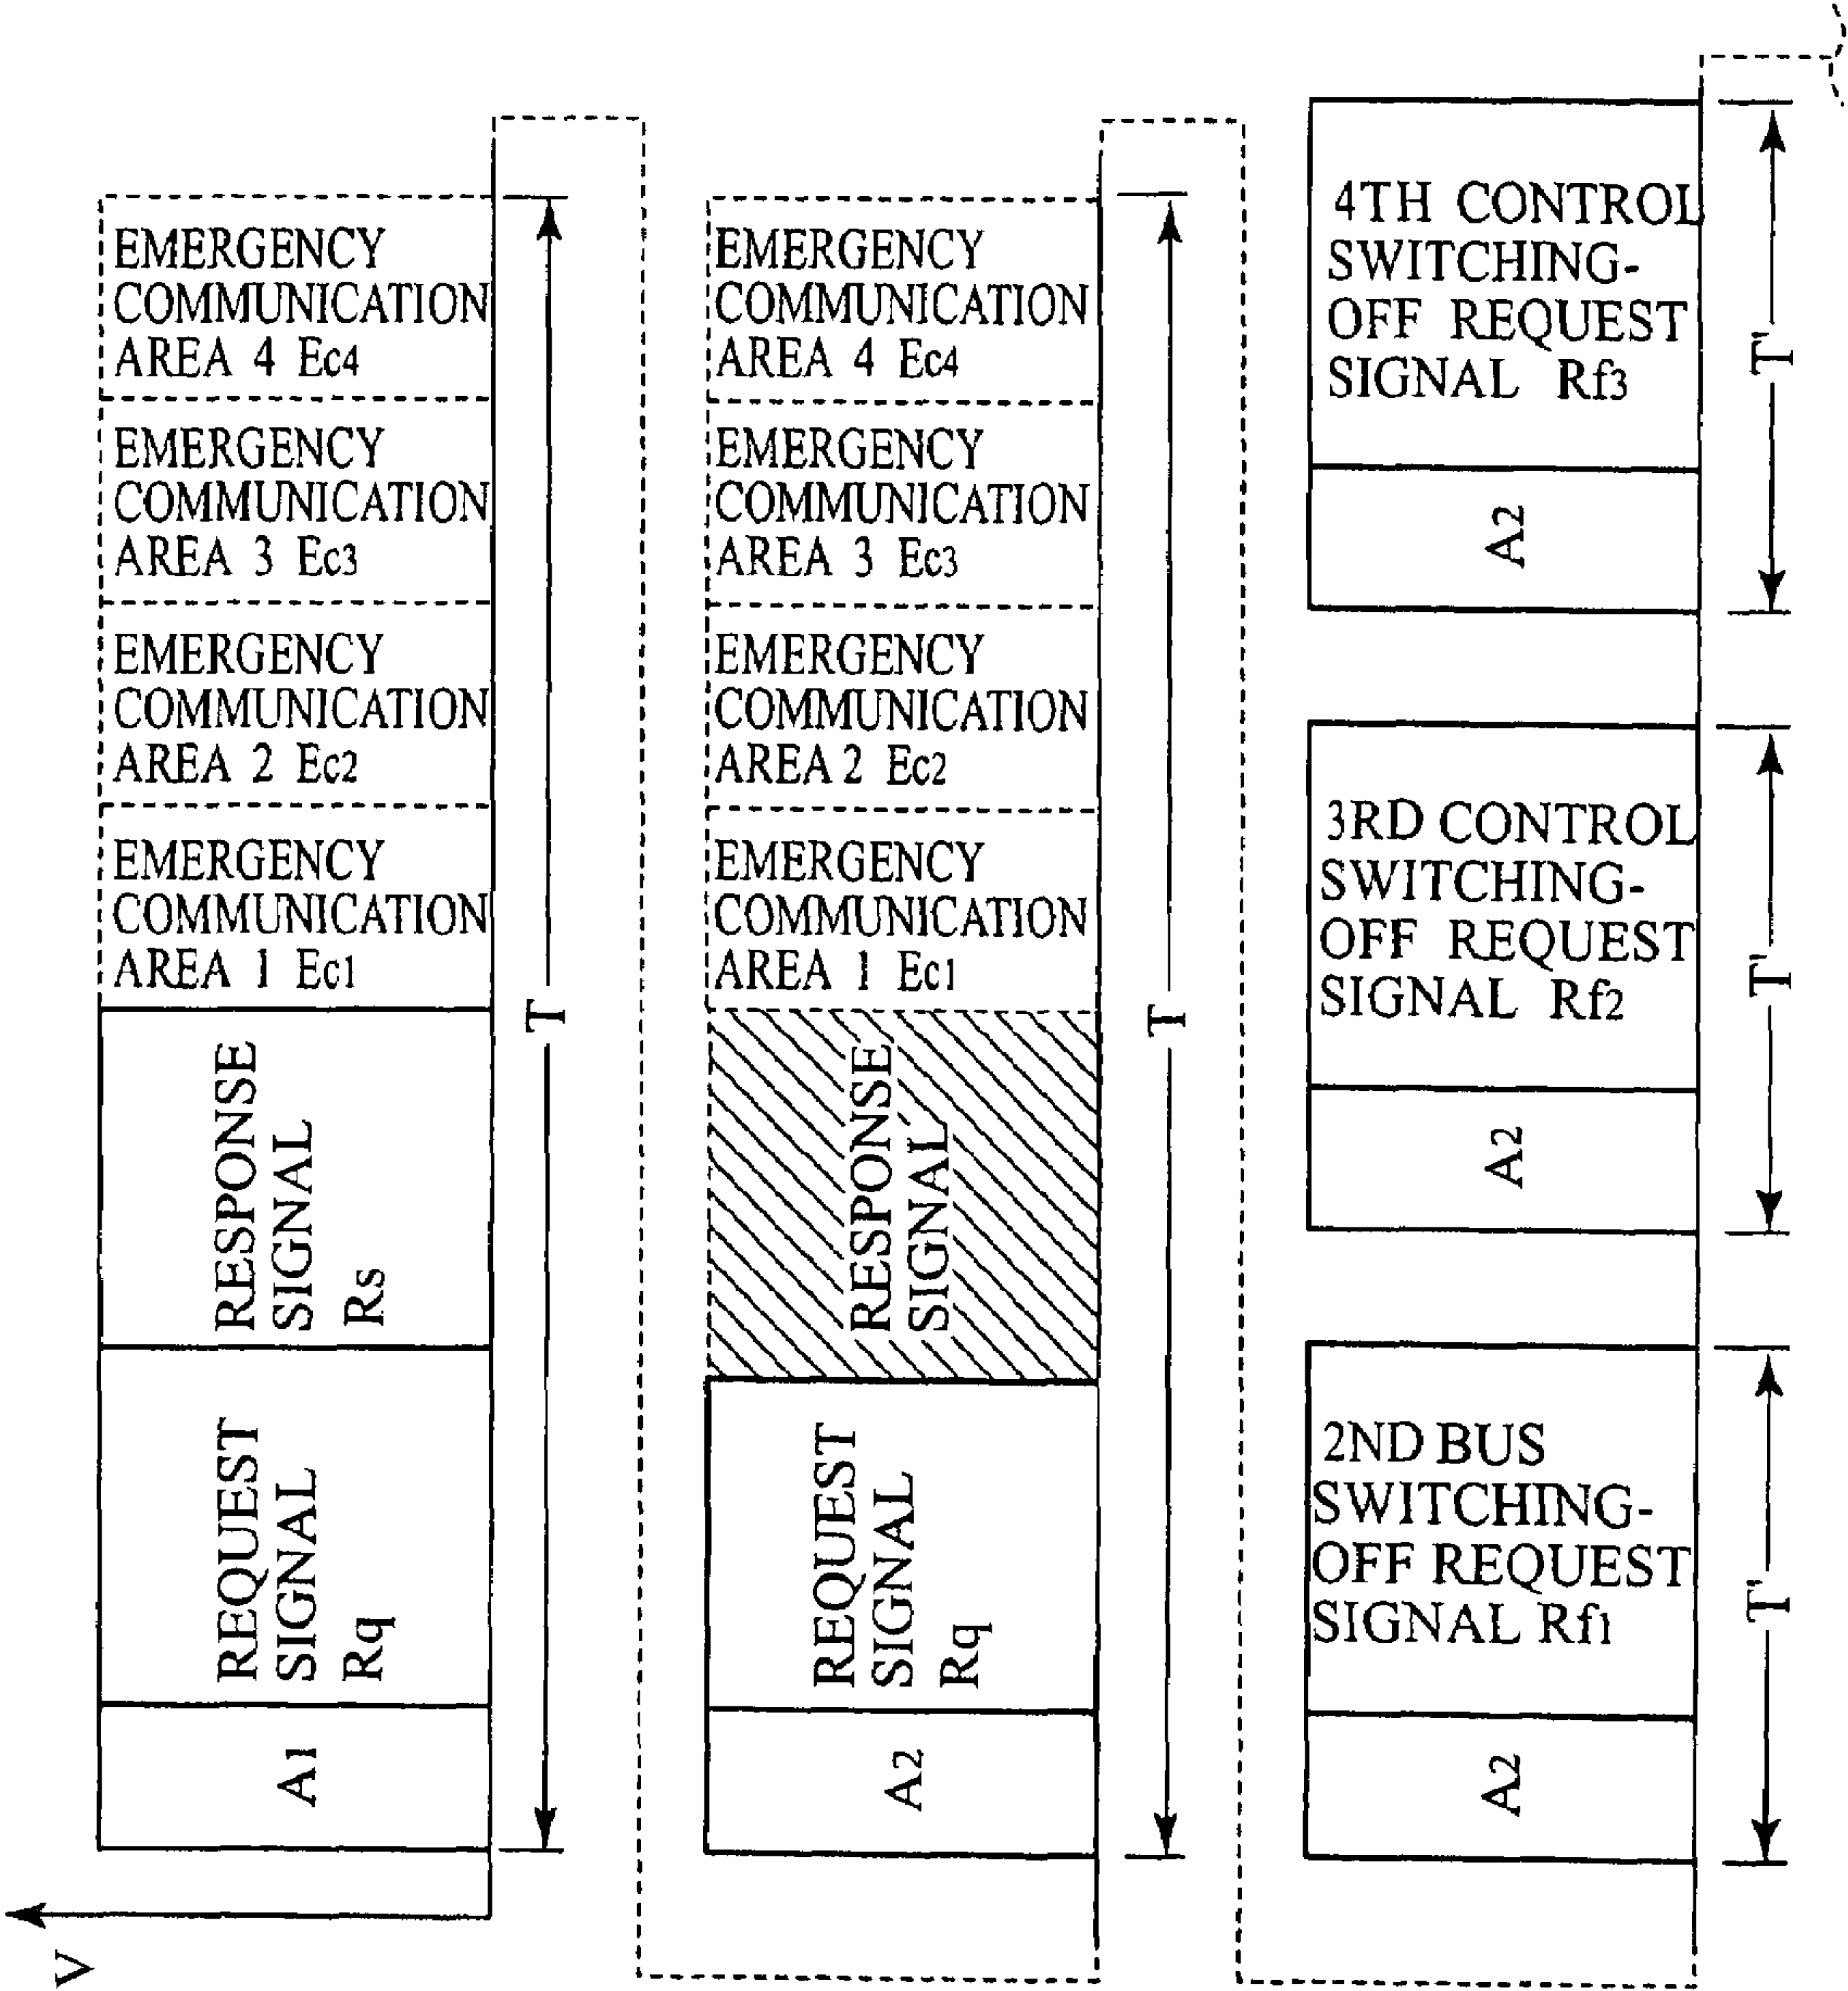 V
A1
REQUEST
SIGNAL
Rq
RESPONSE
SIGNAL
Rs
EMERGENCY
COMMUNICATION
AREA 1 Ec1
EMERGENCY
COMMUNICATION
AREA 2 Ec2
EMERGENCY
COMMUNICATION
AREA 3 Ec3
EMERGENCY
COMMUNICATION
AREA 4 Ec4
T
A2
REQUEST
SIGNAL
Rq
RESPONSE
SIGNAL
EMERGENCY
COMMUNICATION
AREA 1 Ec1
EMERGENCY
COMMUNICATION
AREA 2 Ec2
EMERGENCY
COMMUNICATION
AREA 3 Ec3
EMERGENCY
COMMUNICATION
AREA 4 Ec4
T
A2
2ND BUS
SWITCHING-
OFF REQUEST
SIGNAL Rf1
T'
A2
3RD CONTROL
SWITCHING-
OFF REQUEST
SIGNAL Rf2
T'
A2
4TH CONTROL
SWITCHING-
OFF REQUEST
SIGNAL Rf3
T'